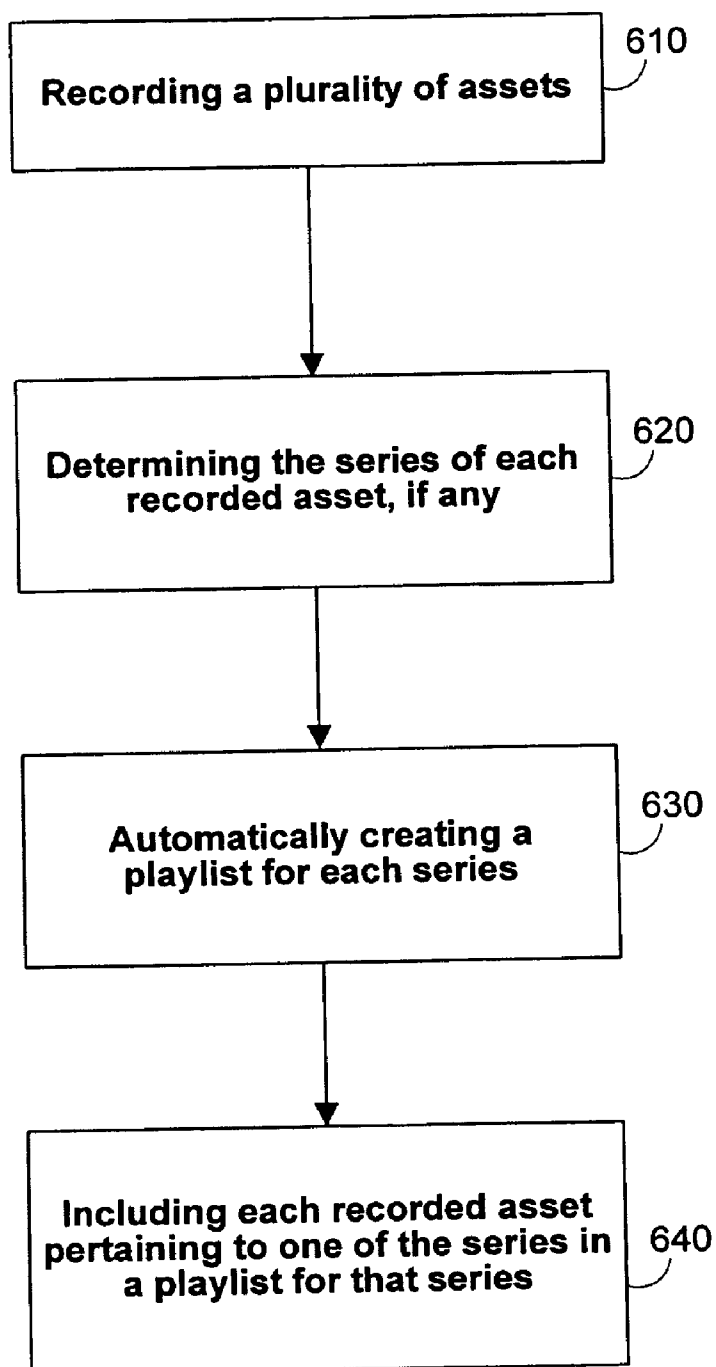 610
Recording a plurality of assets
620
Determining the series of each
recorded asset, if any
630
Automatically creating a
playlist for each series
640
Including each recorded asset
pertaining to one of the series in
a playlist for that series